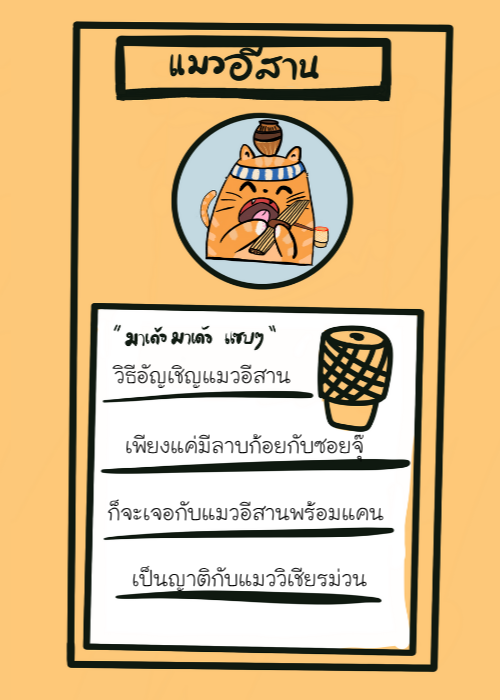 แมวอีสาน
"มาเด้อ มาเด้อ แซบๆ"
วิธีอัญเชิญแมวอีสาน
เพียงแค่มีลาบก้อยกับซอยจุ๊
ก็จะเจอกับแมวอีสานพร้อมแคน
เป็นญาติกับแมววิเชียรม่วน